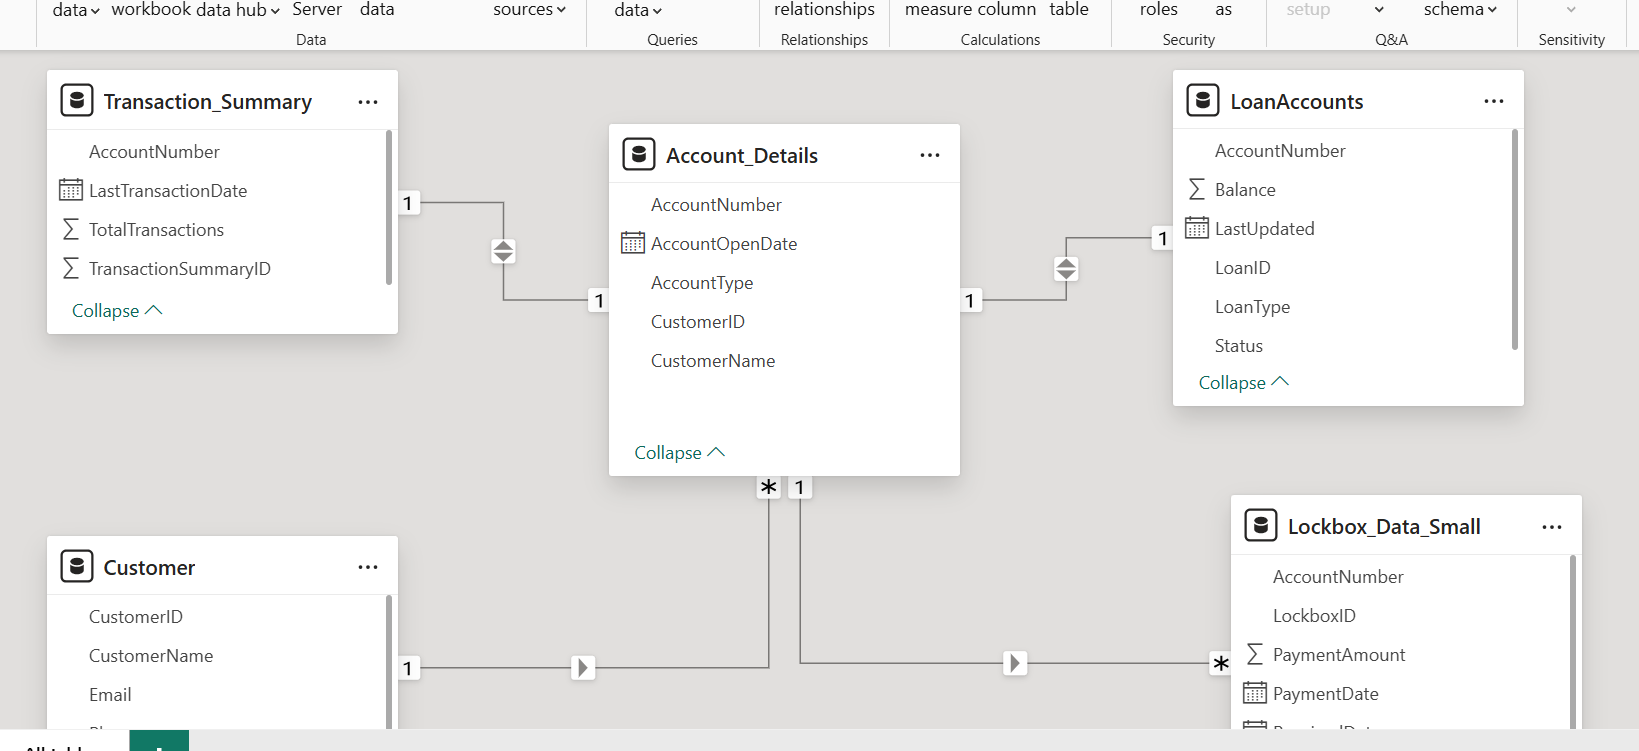 data workbook data hub Server data sources data relationships measure column table roles as setup schema
Data Queries Relationships Calculations Security Q&A Sensitivity
Transaction_Summary ...
AccountNumber
LastTransactionDate
TotalTransactions
TransactionSummaryID
Collapse
1
1
Account_Details ...
AccountNumber
AccountOpenDate
AccountType
CustomerID
CustomerName
Collapse
* 1
1
1
LoanAccounts ...
AccountNumber
Balance
LastUpdated
LoanID
LoanType
Status
Collapse
Customer ...
CustomerID
CustomerName
Email
1
*
Lockbox_Data_Small ...
AccountNumber
LockboxID
PaymentAmount
PaymentDate